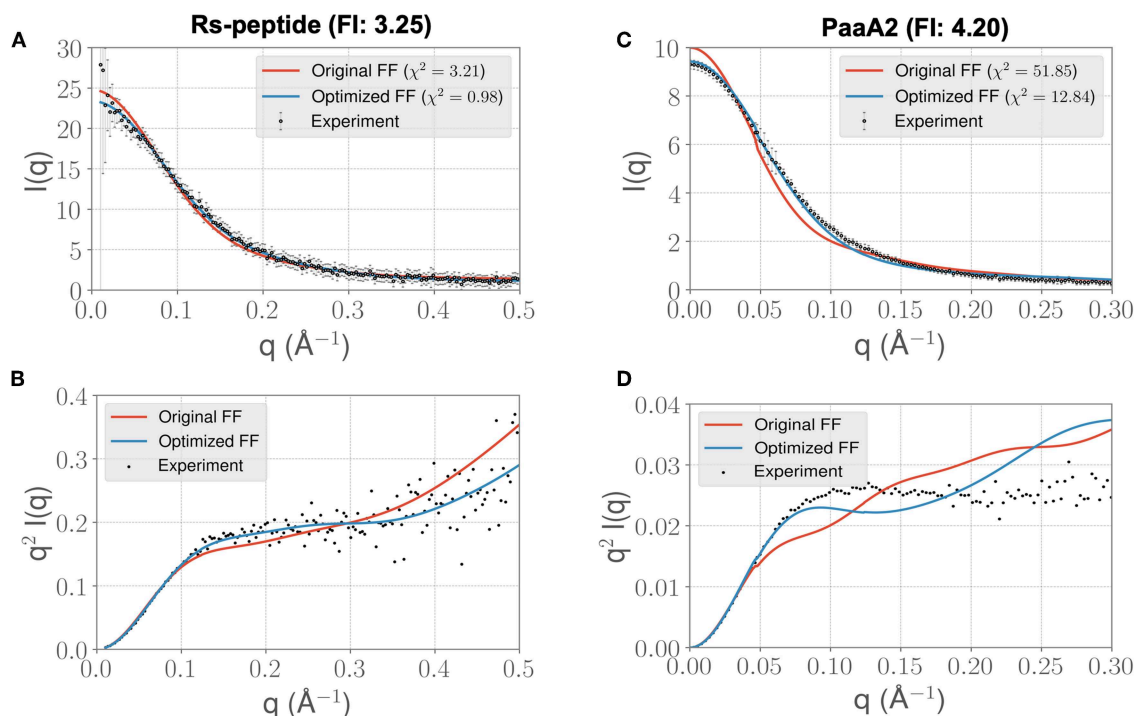 Rs-peptide (FI: 3.25)
A
30
25
20
15
10
5
0
I(q)
Original FF (χ² = 3.21)
Optimized FF (χ² = 0.98)
Experiment
0.0 0.1 0.2 0.3 0.4 0.5
q (Å⁻¹)
B
0.4
0.3
0.2
0.1
0.0
q² I(q)
Original FF
Optimized FF
Experiment
0.0 0.1 0.2 0.3 0.4 0.5
q (Å⁻¹)
PaaA2 (FI: 4.20)
C
10
8
6
4
2
0
I(q)
Original FF (χ² = 51.85)
Optimized FF (χ² = 12.84)
Experiment
0.0 0.05 0.10 0.15 0.20 0.25 0.30
q (Å⁻¹)
D
0.04
0.03
0.02
0.01
0.00
q² I(q)
Original FF
Optimized FF
Experiment
0.00 0.05 0.10 0.15 0.20 0.25 0.30
q (Å⁻¹)